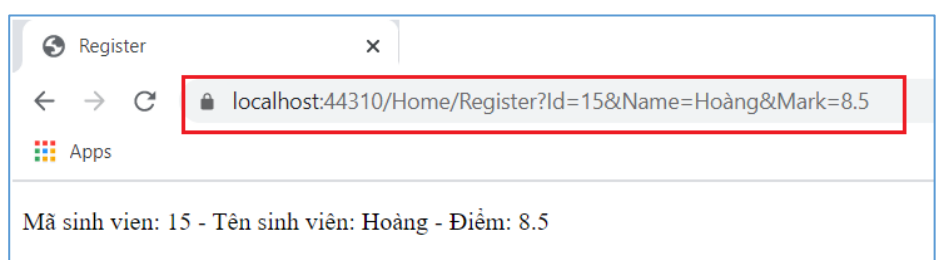 Register
localhost:44310/Home/Register?Id=15&Name=Hoàng&Mark=8.5
Apps
Mã sinh vien: 15 - Tên sinh viên: Hoàng - Điểm: 8.5